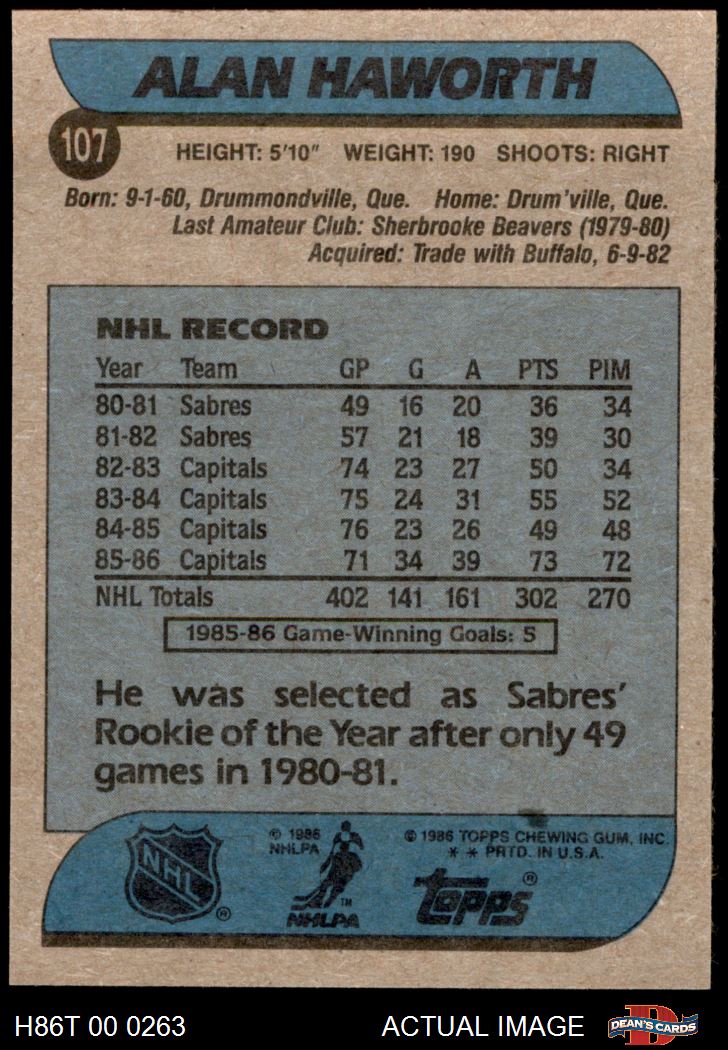 ALAN HAWORTH
107
HEIGHT: 5'10" WEIGHT: 190 SHOOTS: RIGHT
Born: 9-1-60, Drummondville, Que. Home: Drum'ville, Que.
Last Amateur Club: Sherbrooke Beavers (1979-80)
Acquired: Trade with Buffalo, 6-9-82
NHL RECORD
Year Team GP G A PTS PIM
80-81 Sabres 49 16 20 36 34
81-82 Sabres 57 21 18 39 30
82-83 Capitals 74 23 27 50 34
83-84 Capitals 75 24 31 55 52
84-85 Capitals 76 23 26 49 48
85-86 Capitals 71 34 39 73 72
NHL Totals 402 141 161 302 270
1985-86 Game-Winning Goals: 5
He was selected as Sabres'
Rookie of the Year after only 49
games in 1980-81.
NHL ®
© 1986
NHLPA
TM
NHLPA
© 1986 TOPPS CHEWING GUM, INC.
* * PRTD. IN U.S.A.
topps ®
H86T 00 0263 ACTUAL IMAGE D DEAN'S CARDS